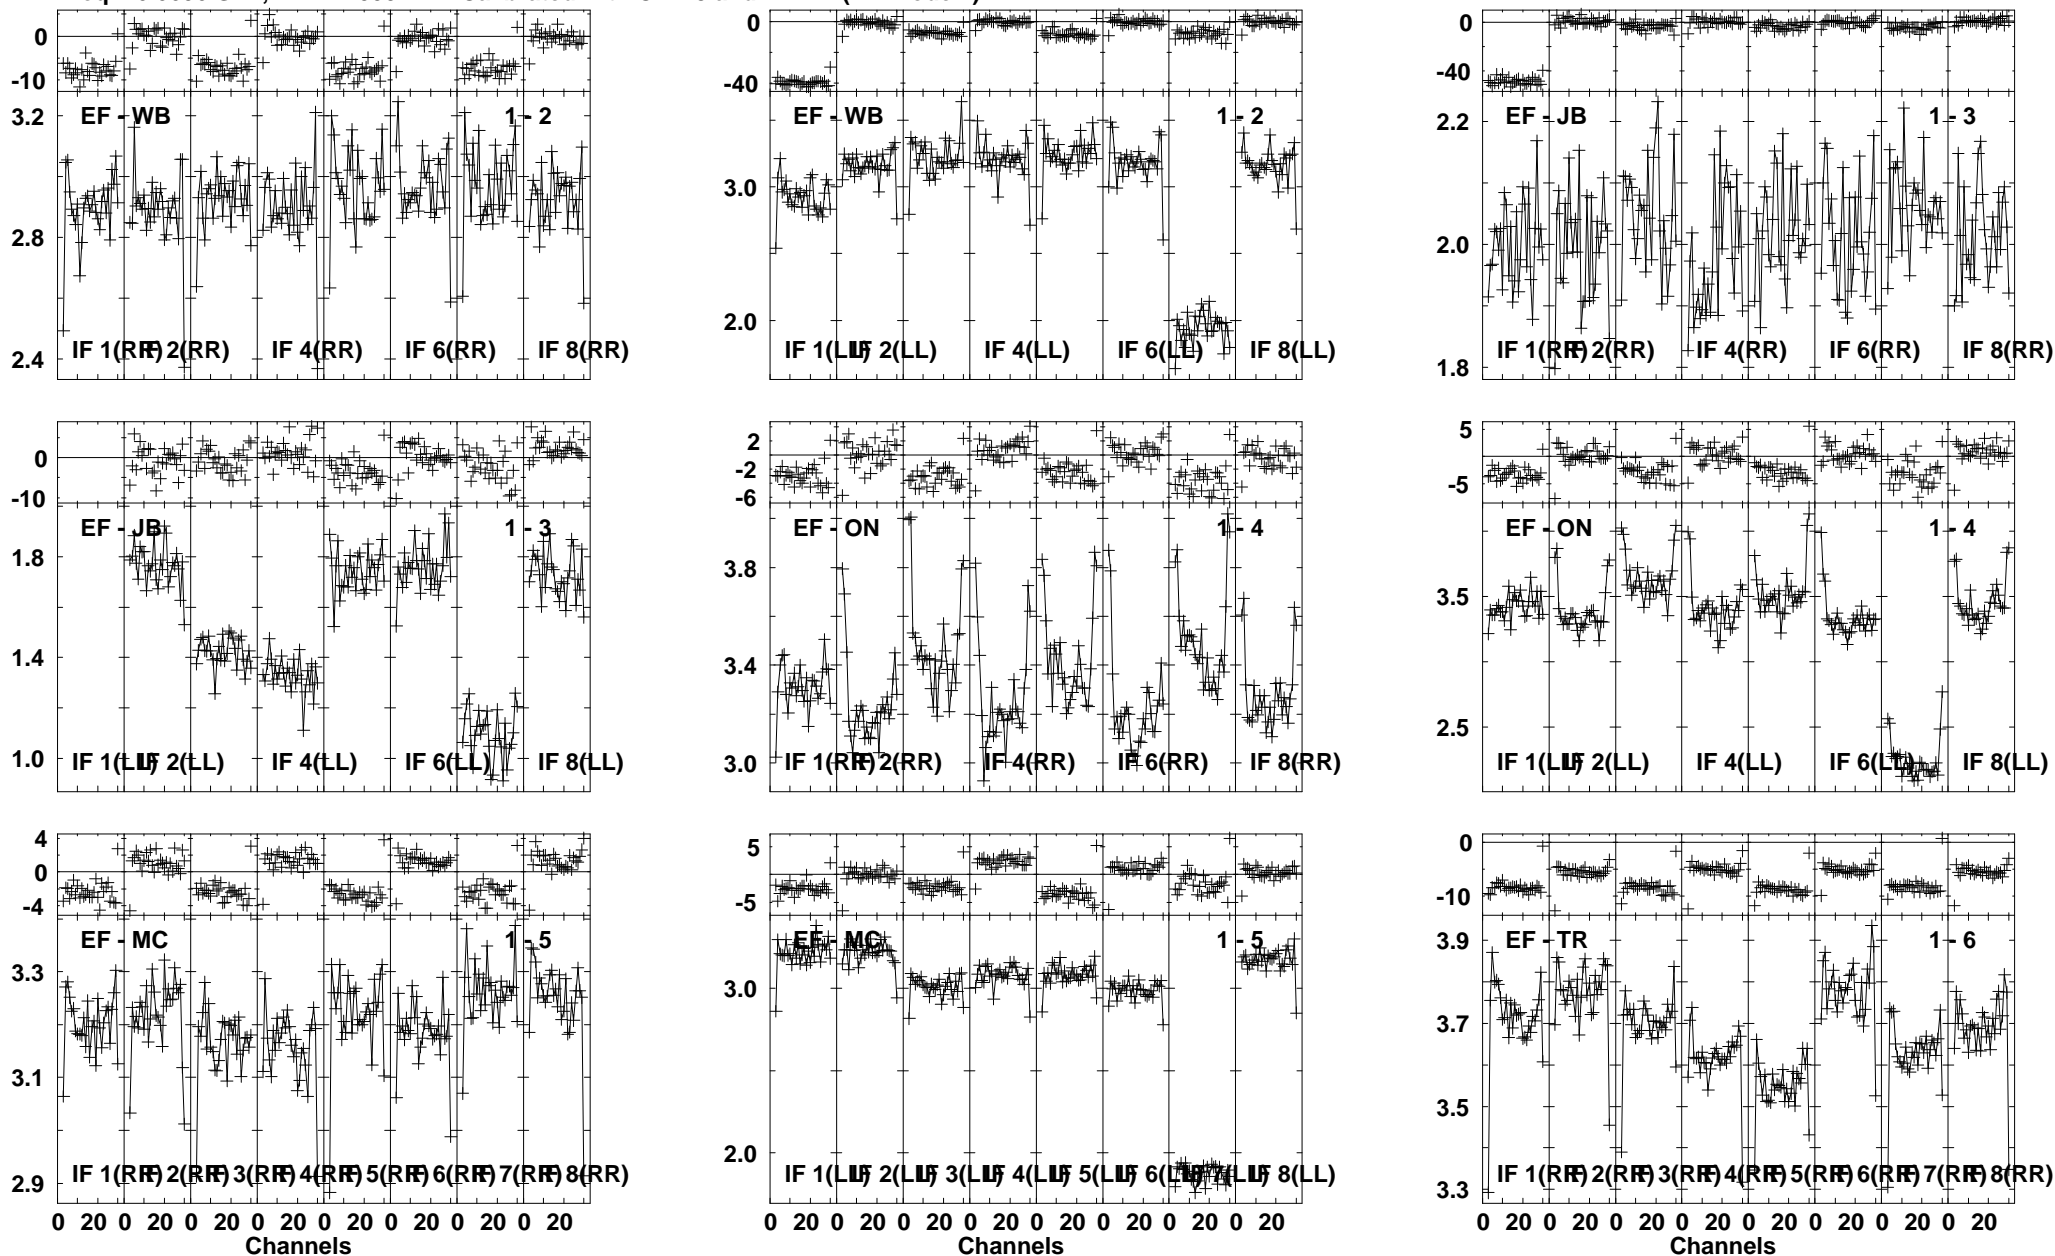 0
-10
3.2
EF - WB 1 - 2
2.8
2.4
IF 1(RR) IF 2(RR) IF 4(RR) IF 6(RR) IF 8(RR)
0
-40
EF - WB 1 - 2
3.0
2.0
IF 1(LL) IF 2(LL) IF 4(LL) IF 6(LL) IF 8(LL)
0
-40
2.2
EF - JB 1 - 3
2.0
1.8
IF 1(RR) IF 2(RR) IF 4(RR) IF 6(RR) IF 8(RR)
0
-10
EF - JB 1 - 3
1.8
1.4
1.0
IF 1(LL) IF 2(LL) IF 4(LL) IF 6(LL) IF 8(LL)
2
-2
-6
EF - ON 1 - 4
3.8
3.4
3.0
IF 1(RR) IF 2(RR) IF 4(RR) IF 6(RR) IF 8(RR)
5
-5
EF - ON 1 - 4
3.5
2.5
IF 1(LL) IF 2(LL) IF 4(LL) IF 6(LL) IF 8(LL)
4
0
-4
EF - MC 1 - 5
3.3
3.1
2.9
IF 1(RR) IF 2(RR) IF 3(RR) IF 4(RR) IF 5(RR) IF 6(RR) IF 7(RR) IF 8(RR)
0 20 0 20 0 20 0 20 0 20 0 20 0 20 0 20
Channels
5
-5
EF - MC 1 - 5
3.0
2.0
IF 1(LL) IF 2(LL) IF 3(LL) IF 4(LL) IF 5(LL) IF 6(LL) IF 7(LL) IF 8(LL)
0 20 0 20 0 20 0 20 0 20 0 20 0 20 0 20
Channels
0
-10
3.9
EF - TR 1 - 6
3.7
3.5
3.3
IF 1(RR) IF 2(RR) IF 3(RR) IF 4(RR) IF 5(RR) IF 6(RR) IF 7(RR) IF 8(RR)
0 20 0 20 0 20 0 20 0 20 0 20 0 20 0 20
Channels